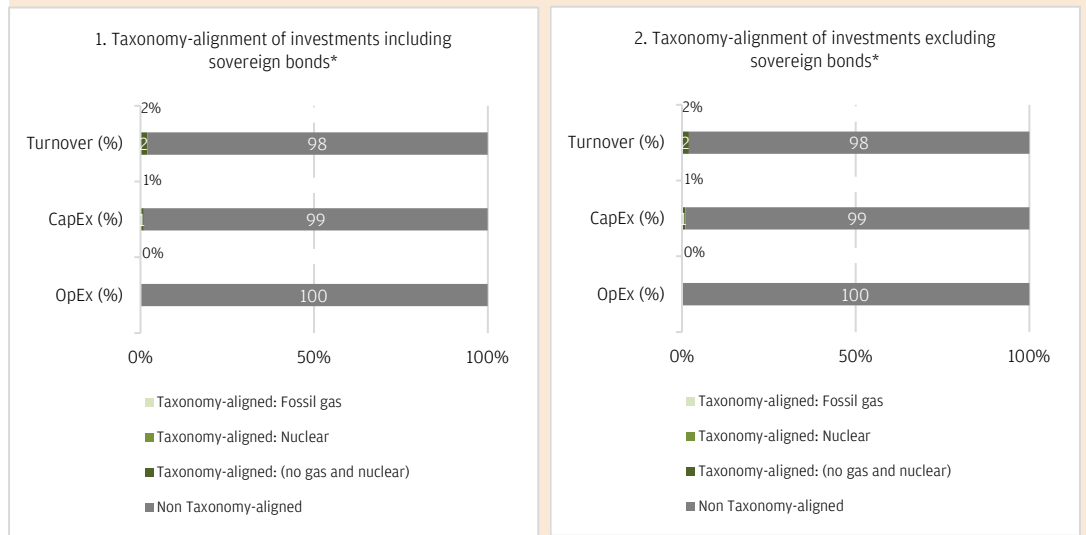 1. Taxonomy-alignment of investments including
sovereign bonds*
2%
Turnover (%)
2
98
1%
CapEx (%)
1
99
0%
OpEx (%)
100
0%
50%
100%
Taxonomy-aligned: Fossil gas
Taxonomy-aligned: Nuclear
Taxonomy-aligned: (no gas and nuclear)
Non Taxonomy-aligned
2. Taxonomy-alignment of investments excluding
sovereign bonds*
2%
Turnover (%)
2
98
1%
CapEx (%)
1
99
0%
OpEx (%)
100
0%
50%
100%
Taxonomy-aligned: Fossil gas
Taxonomy-aligned: Nuclear
Taxonomy-aligned: (no gas and nuclear)
Non Taxonomy-aligned